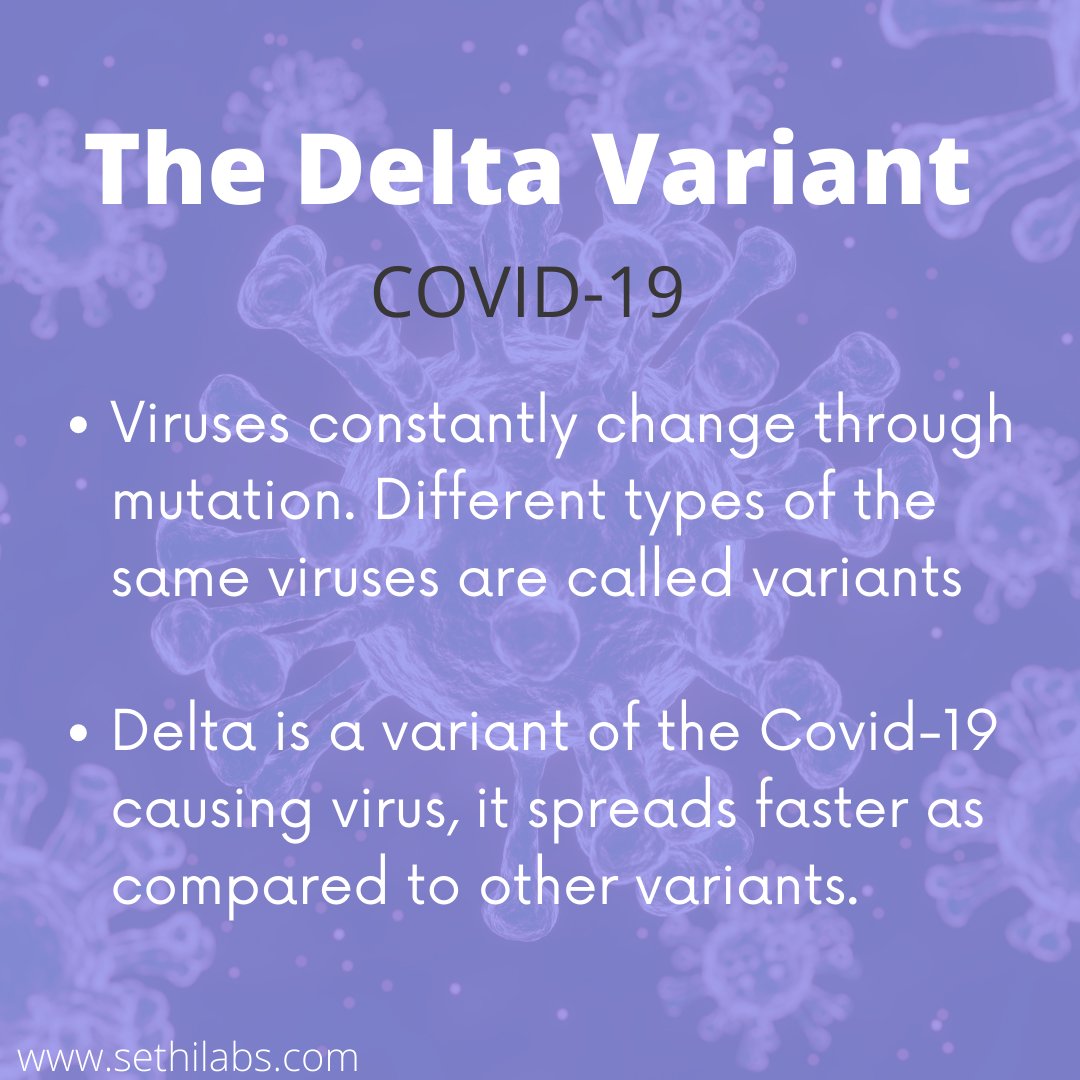 The Delta Variant
COVID-19
• Viruses constantly change through
mutation. Different types of the
same viruses are called variants
• Delta is a variant of the Covid-19
causing virus, it spreads faster as
compared to other variants.
www.sethilabs.com